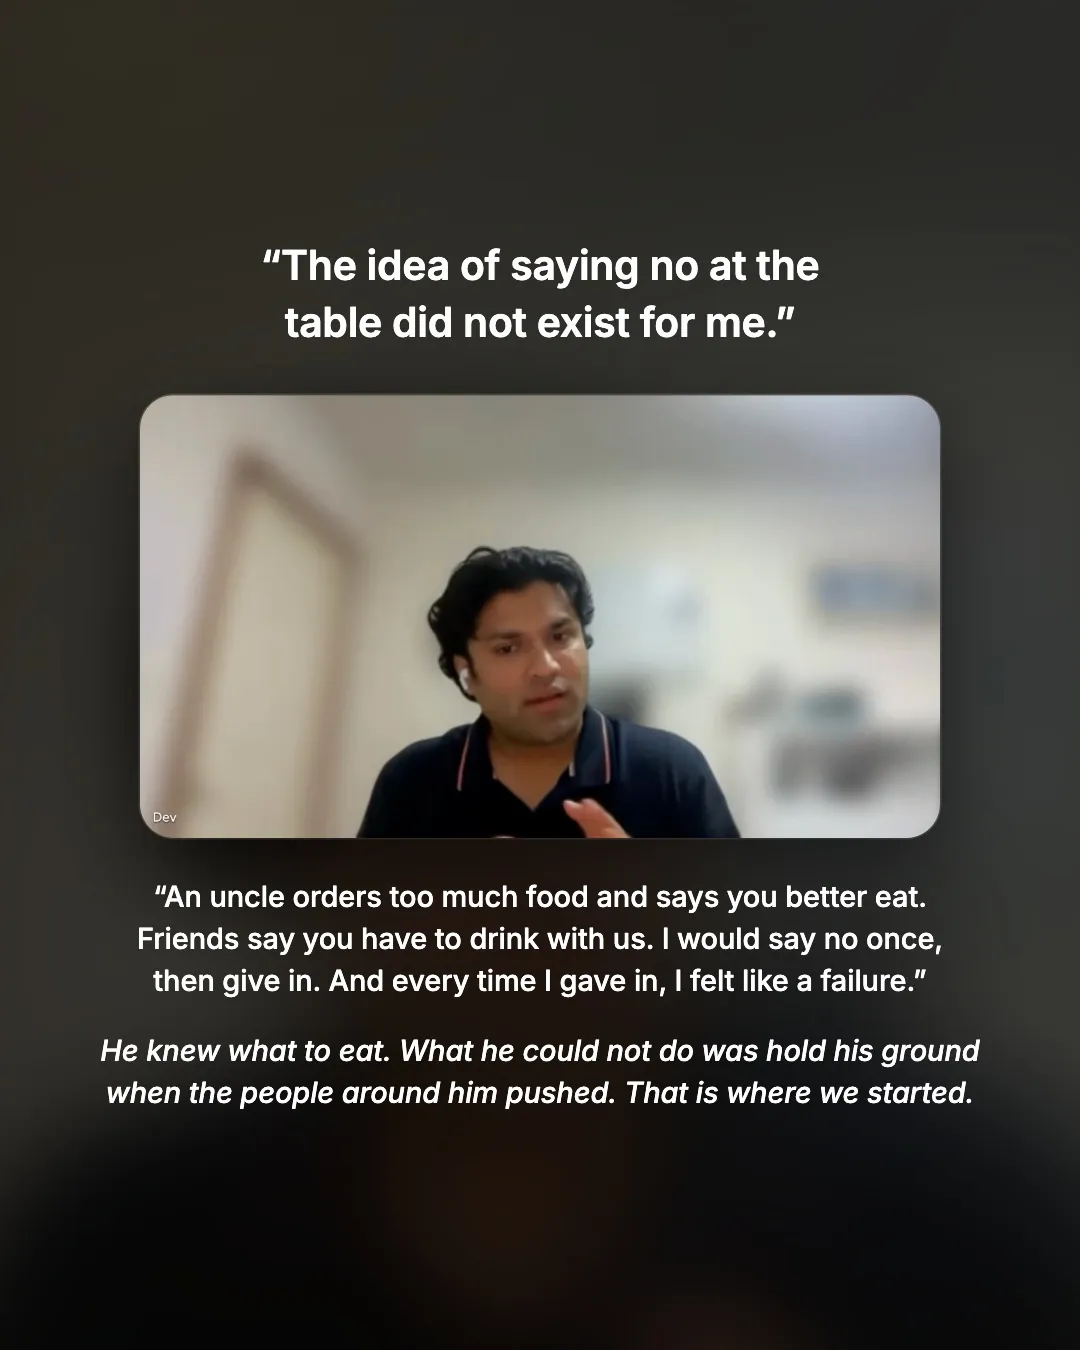 “The idea of saying no at the
table did not exist for me.”
Dev
“An uncle orders too much food and says you better eat.
Friends say you have to drink with us. I would say no once,
then give in. And every time I gave in, I felt like a failure.”
He knew what to eat. What he could not do was hold his ground
when the people around him pushed. That is where we started.